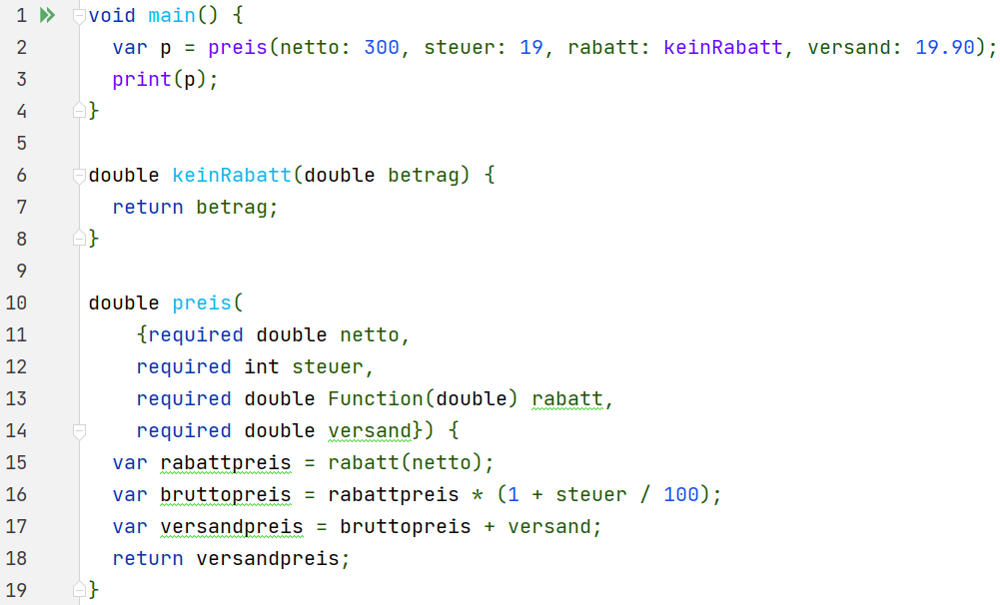 1 void main() {
2   var p = preis(netto: 300, steuer: 19, rabatt: keinRabatt, versand: 19.90);
3   print(p);
4 }
5
6 double keinRabatt(double betrag) {
7   return betrag;
8 }
9
10 double preis(
11     {required double netto,
12     required int steuer,
13     required double Function(double) rabatt,
14     required double versand}) {
15   var rabattpreis = rabatt(netto);
16   var bruttopreis = rabattpreis * (1 + steuer / 100);
17   var versandpreis = bruttopreis + versand;
18   return versandpreis;
19 }